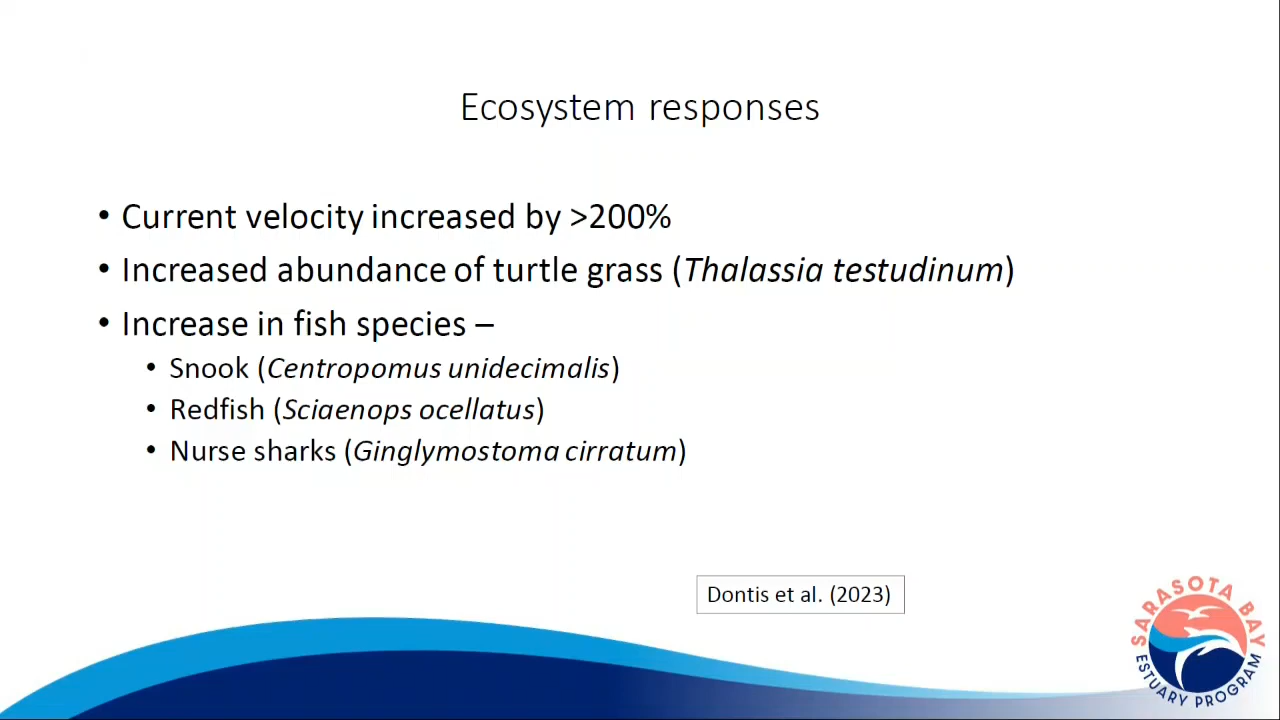 Ecosystem responses
• Current velocity increased by >200%
• Increased abundance of turtle grass (Thalassia testudinum)
• Increase in fish species –
• Snook (Centropomus unidecimalis)
• Redfish (Sciaenops ocellatus)
• Nurse sharks (Ginglymostoma cirratum)
Dontis et al. (2023)
SARASOTA BAY
ESTUARY PROGRAM